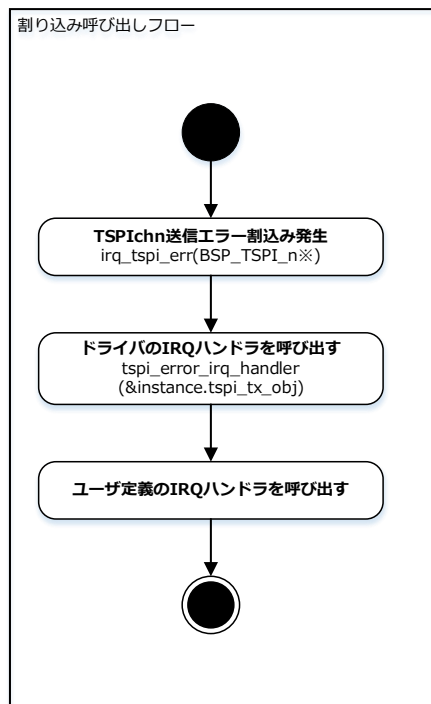 割り込み呼び出しフロー
TSPIchn送信エラー割込み発生
irq_tspi_err(BSP_TSPI_n※)
ドライバのIRQハンドラを呼び出す
tspi_error_irq_handler
(&instance.tspi_tx_obj)
ユーザ定義のIRQハンドラを呼び出す